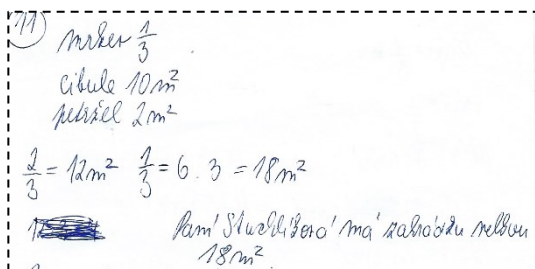 11
mrkev 1/3
cibule 10m²
petržel 2m²
2/3 = 12m² 1/3 = 6 . 3 = 18m²
Paní Stuchlíková má zahrádku velkou
18m²